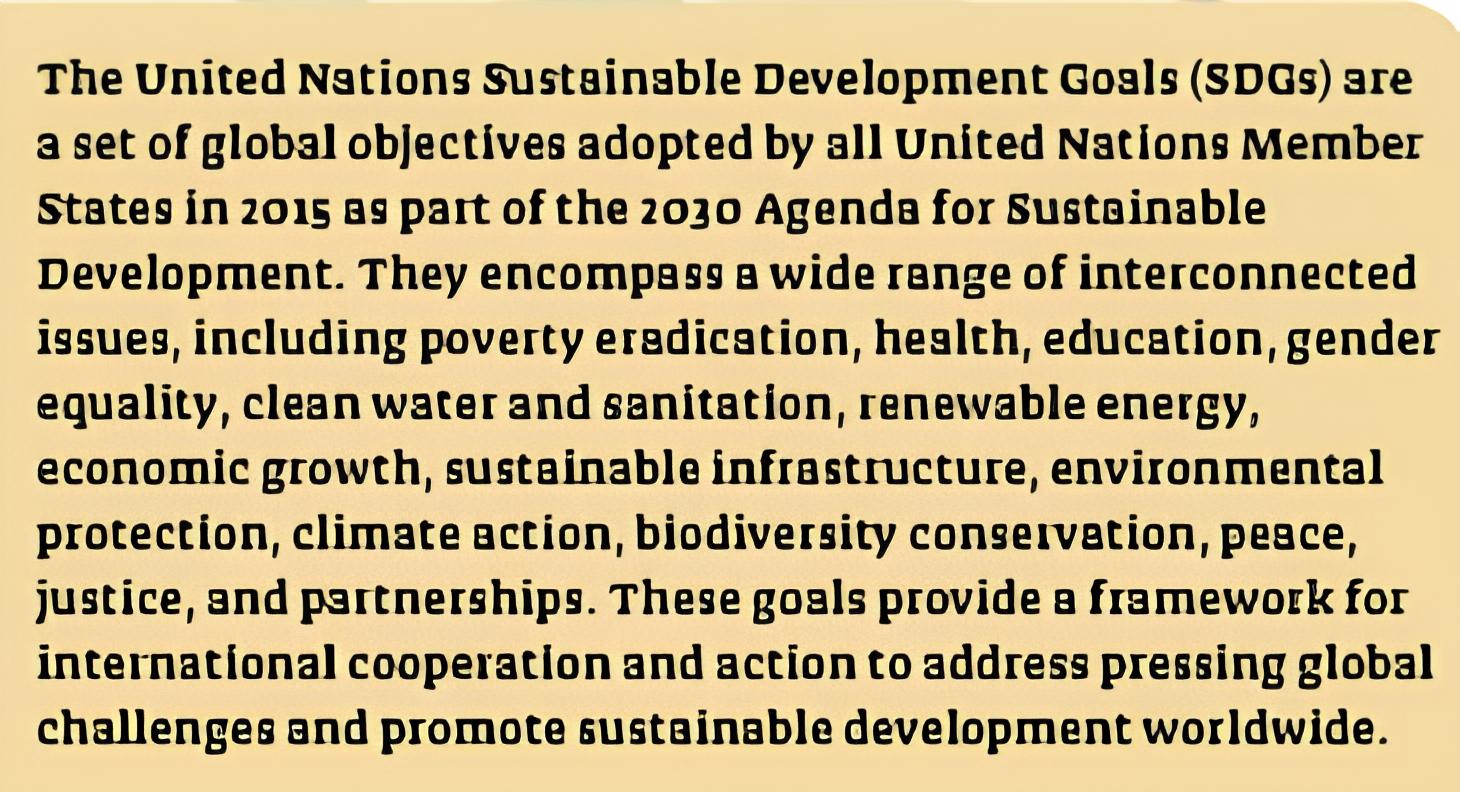 The United Nations Sustainable Development Goals (SDGs) are
a set of global objectives adopted by all United Nations Member
States in 2015 as part of the 2030 Agenda for Sustainable
Development. They encompass a wide range of interconnected
issues, including poverty eradication, health, education, gender
equality, clean water and sanitation, renewable energy,
economic growth, sustainable infrastructure, environmental
protection, climate action, biodiversity conservation, peace,
justice, and partnerships. These goals provide a framework for
international cooperation and action to address pressing global
challenges and promote sustainable development worldwide.